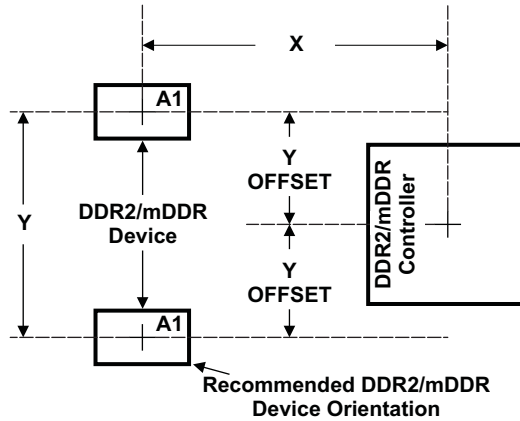 X
A1
Y
OFFSET
Y
DDR2/mDDR
Device
DDR2/mDDR
Controller
Y
OFFSET
A1
Recommended DDR2/mDDR
Device Orientation